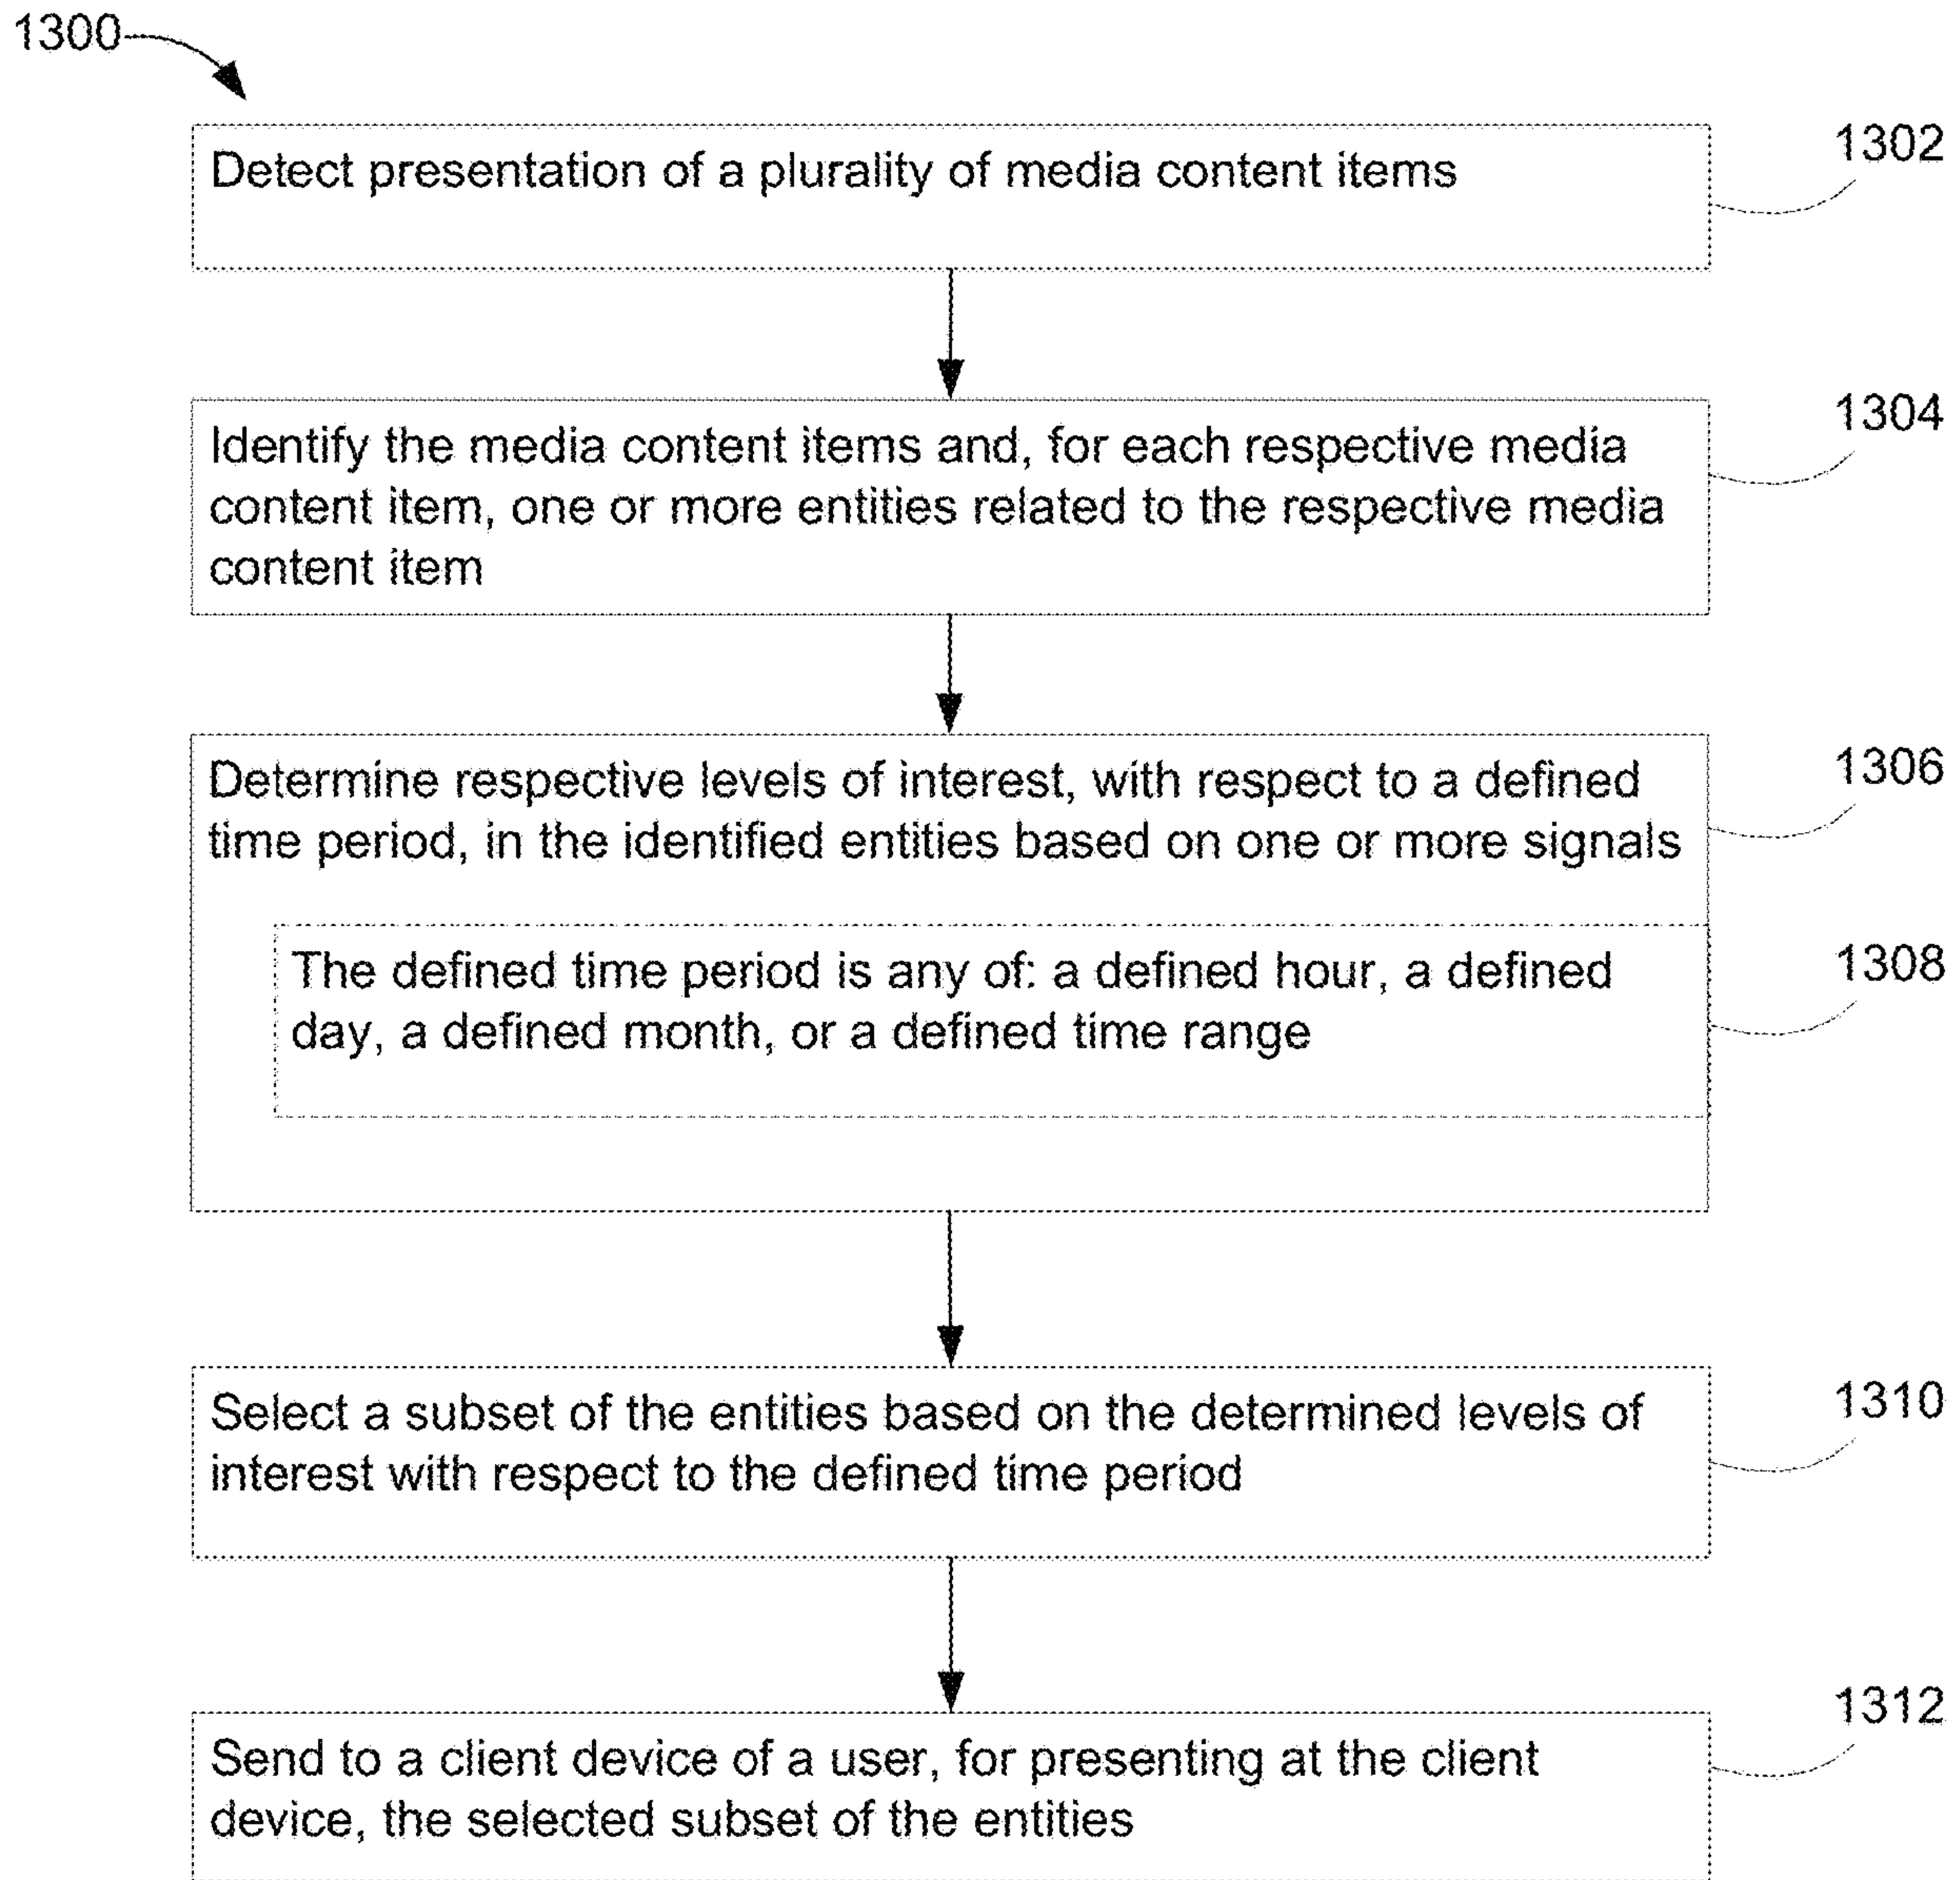 1300
Detect presentation of a plurality of media content items
1302
Identify the media content items and, for each respective media
content item, one or more entities related to the respective media
content item
1304
Determine respective levels of interest, with respect to a defined
time period, in the identified entities based on one or more signals
1306
The defined time period is any of: a defined hour, a defined
day, a defined month, or a defined time range
1308
Select a subset of the entities based on the determined levels of
interest with respect to the defined time period
1310
Send to a client device of a user, for presenting at the client
device, the selected subset of the entities
1312